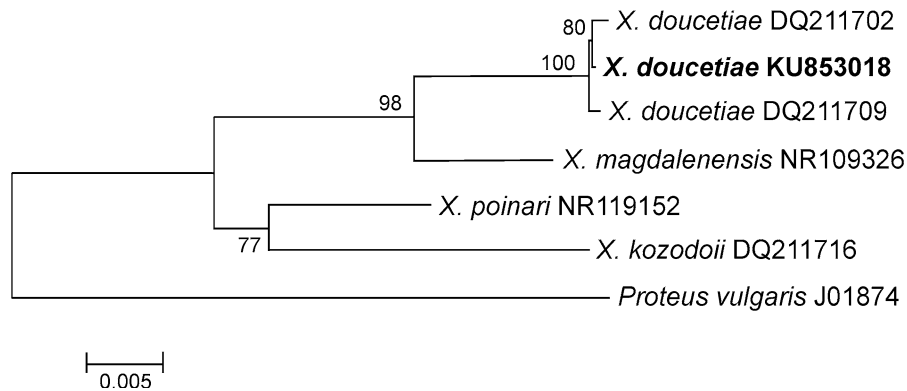 80
X. doucetiae DQ211702
100
X. doucetiae KU853018
98
X. doucetiae DQ211709
X. magdalenensis NR109326
X. poinari NR119152
77
X. kozodoii DQ211716
Proteus vulgaris J01874
0.005